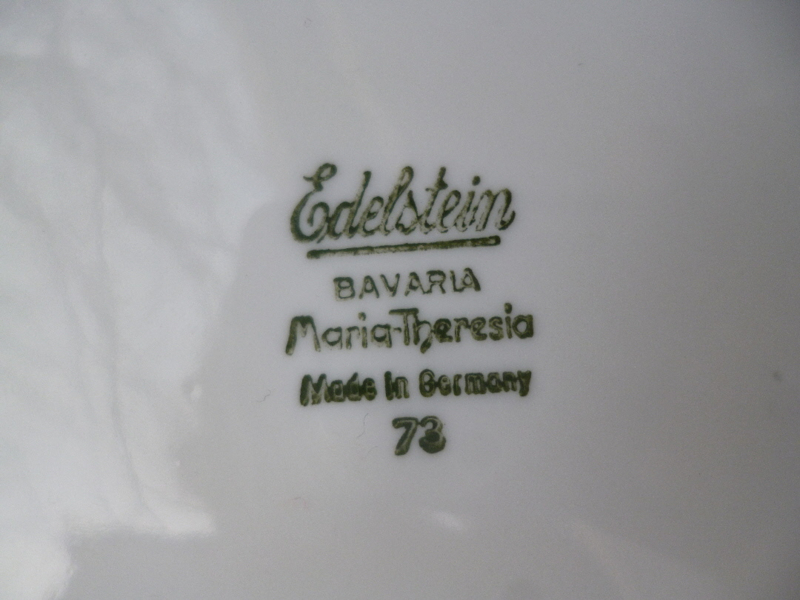 Edelstein
BAVARIA
Maria-Theresia
Made in Germany
73